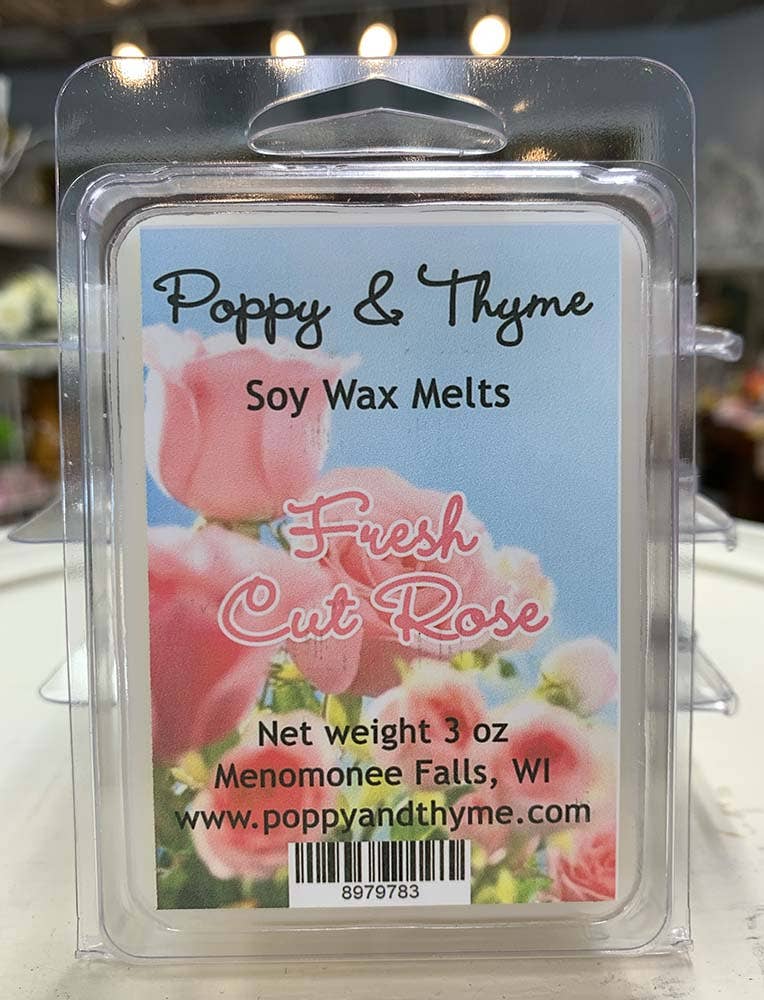 Poppy & Thyme
Soy Wax Melts
Fresh
Cut Rose
Net weight 3 oz
Menomonee Falls, WI
www.poppyandthyme.com
8979783